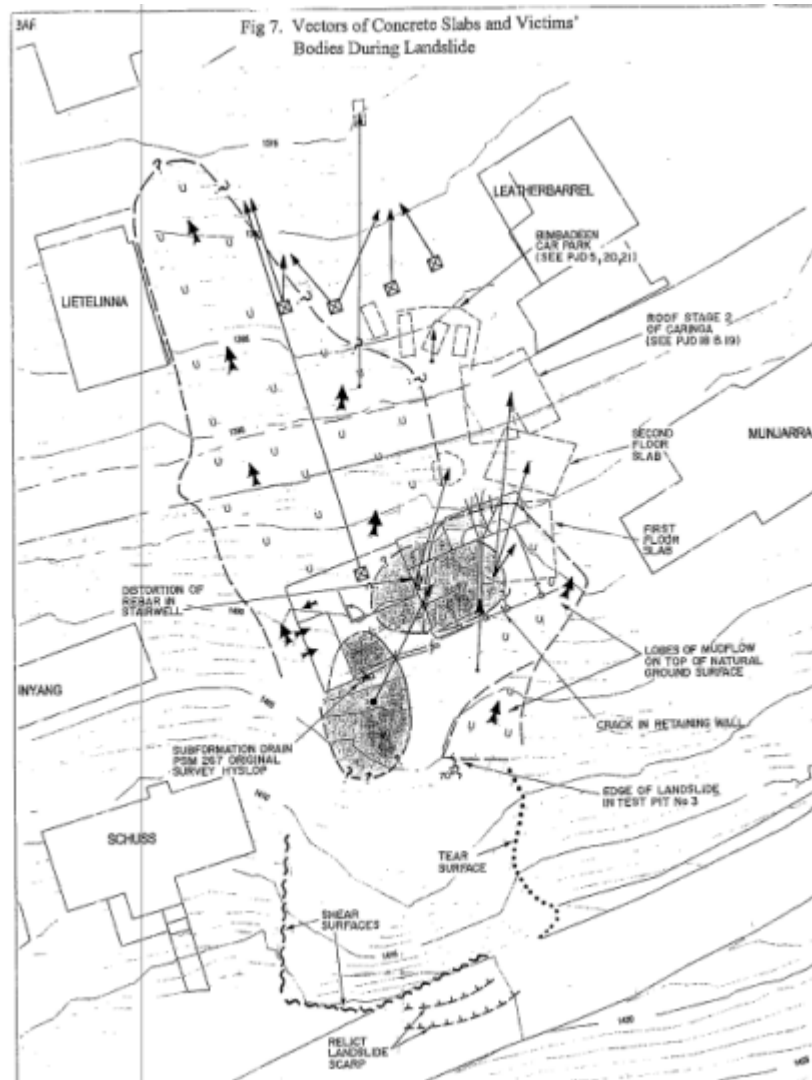 3AF
Fig 7. Vectors of Concrete Slabs and Victims'
Bodies During Landslide
1315
LEATHERBARREL
BIMBADEEN
CAR PARK
(SEE PJD 5, 20, 21)
LIETELINNA
ROOF STAGE 2
OF CARINGA
(SEE PJD 18 & 19)
SECOND
FLOOR
SLAB
MUNJARRA
FIRST
FLOOR
SLAB
DISTORTION OF
REBAR IN
STAIRWELL
LOBES OF MUDFLOW
ON TOP OF NATURAL
GROUND SURFACE
INYANG
CRACK IN RETAINING WALL
SUBFORMATION DRAIN
PSM 267 ORIGINAL
SURVEY HYSLOP
EDGE OF LANDSLIDE
IN TEST PIT No 3
SCHUSS
TEAR
SURFACE
SHEAR
SURFACES
RELICT
LANDSLIDE
SCARP
1420